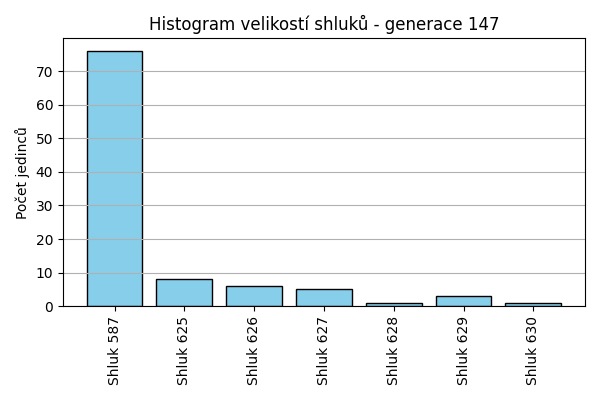 Histogram velikostí shluků - generace 147
Počet jedinců
70
60
50
40
30
20
10
0
Shluk 587
Shluk 625
Shluk 626
Shluk 627
Shluk 628
Shluk 629
Shluk 630